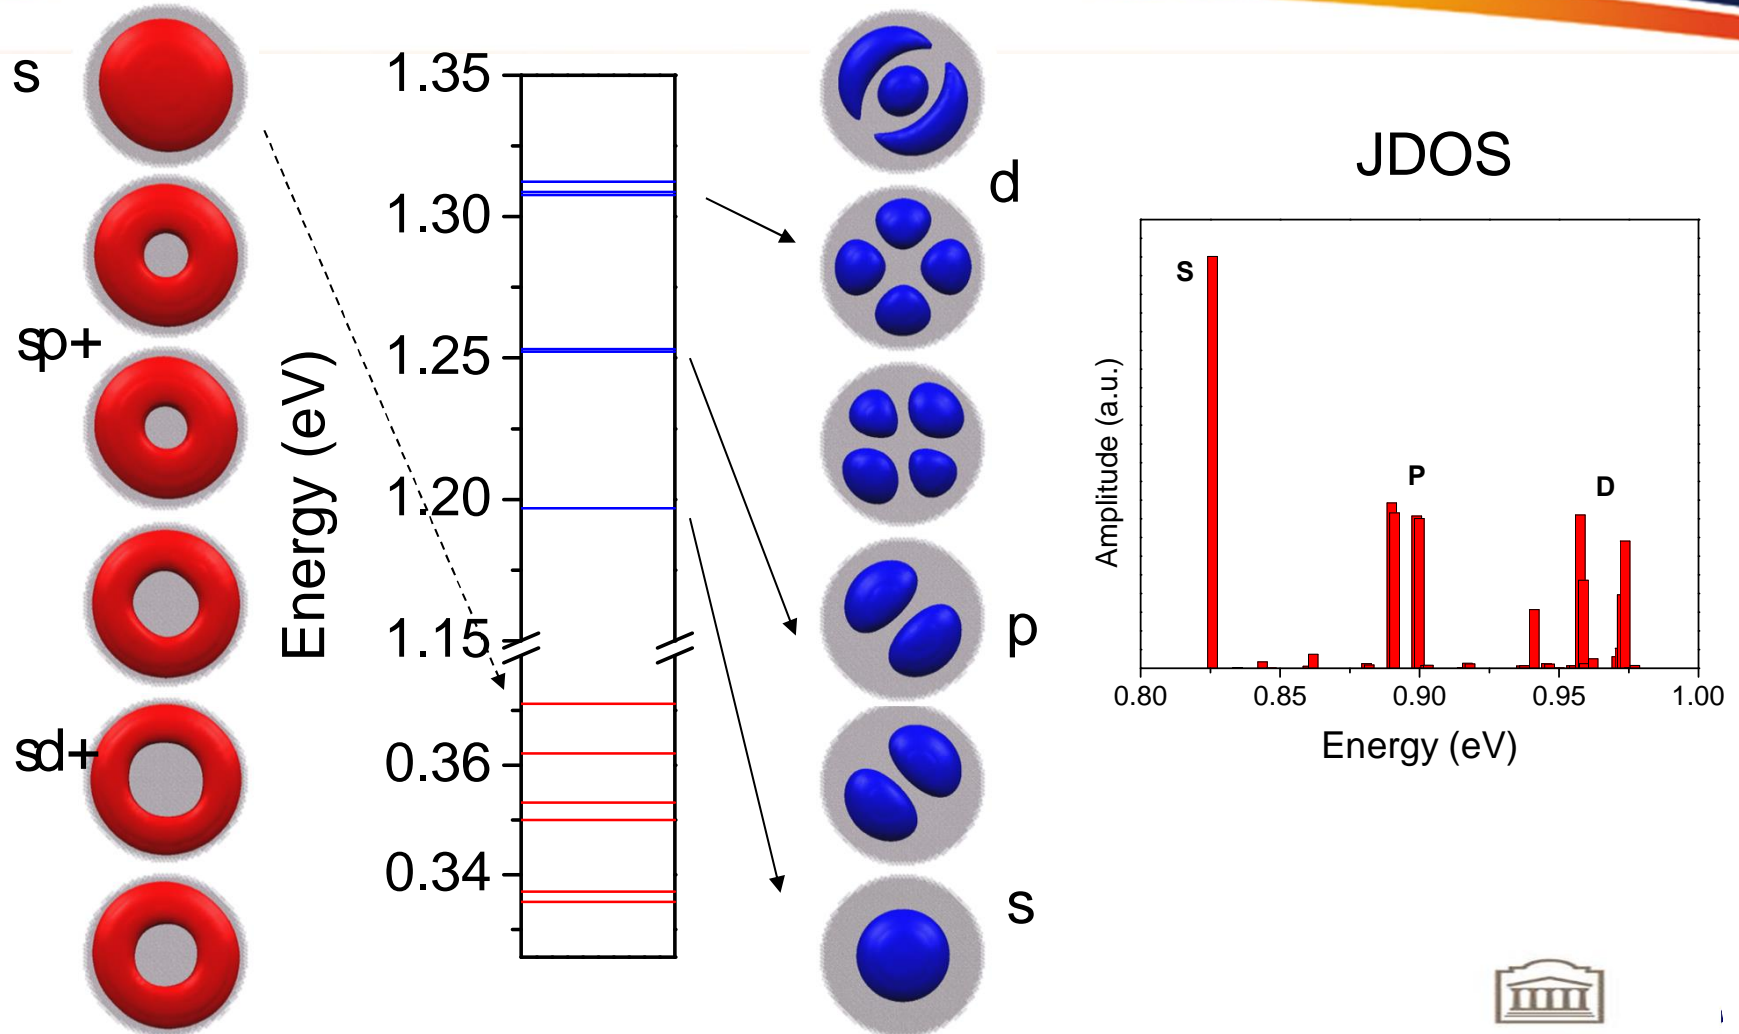 s
sp+
sd+
Energy (eV)
1.35
1.30
1.25
1.20
1.15
0.36
0.34
d
p
s
JDOS
S
P
D
Amplitude (a.u.)
0.80 0.85 0.90 0.95 1.00
Energy (eV)